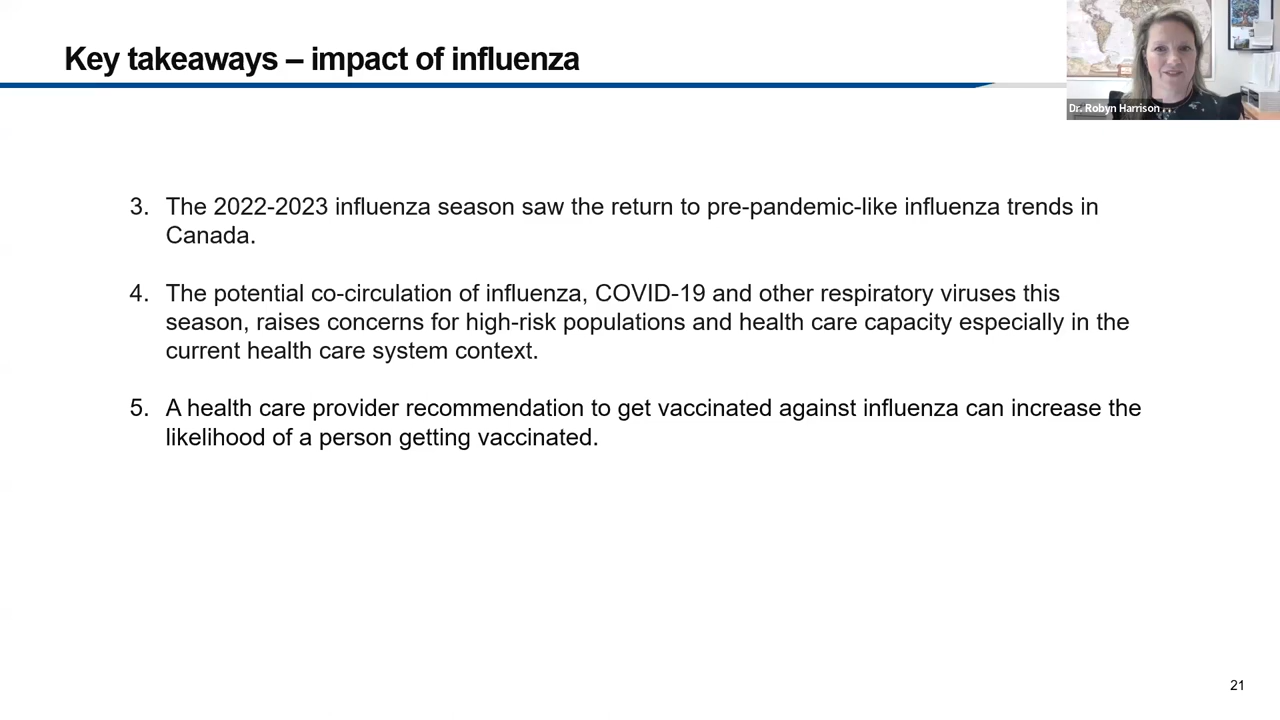 Key takeaways – impact of influenza
Dr. Robyn Harrison
3. The 2022-2023 influenza season saw the return to pre-pandemic-like influenza trends in
Canada.
4. The potential co-circulation of influenza, COVID-19 and other respiratory viruses this
season, raises concerns for high-risk populations and health care capacity especially in the
current health care system context.
5. A health care provider recommendation to get vaccinated against influenza can increase the
likelihood of a person getting vaccinated.
21